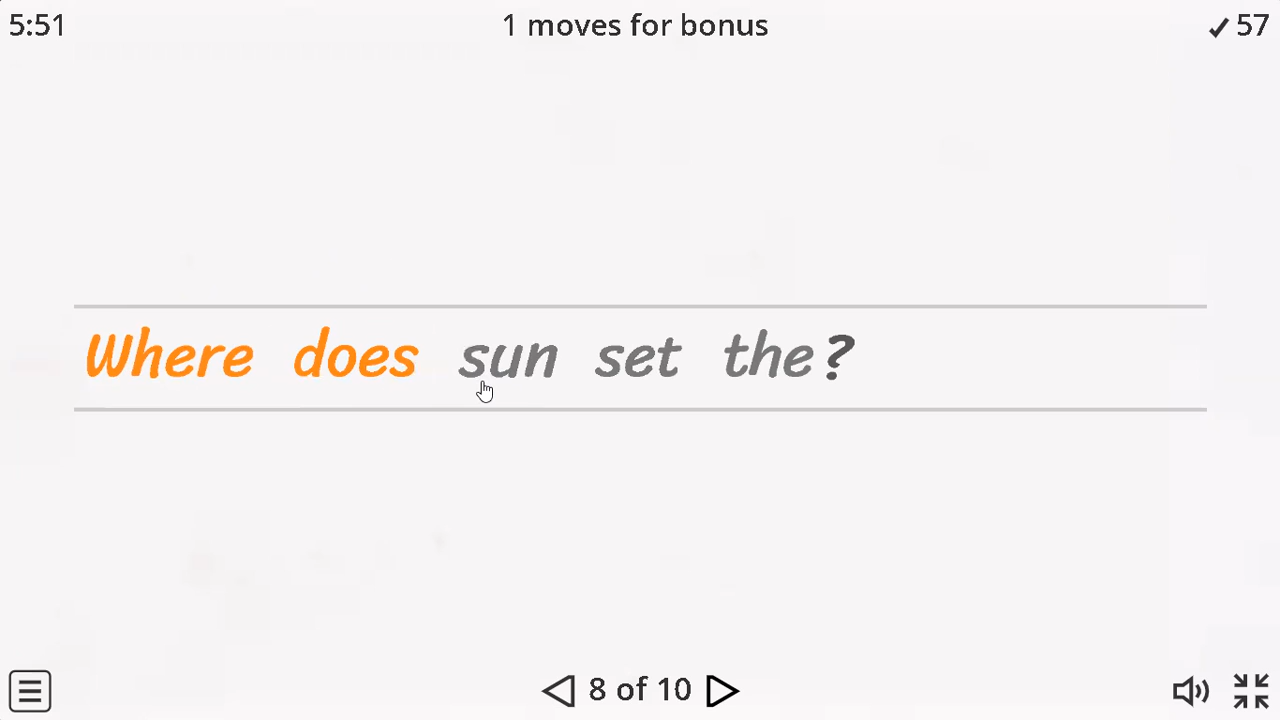 5:51 1 moves for bonus ✓ 57
Where does sun set the?
8 of 10